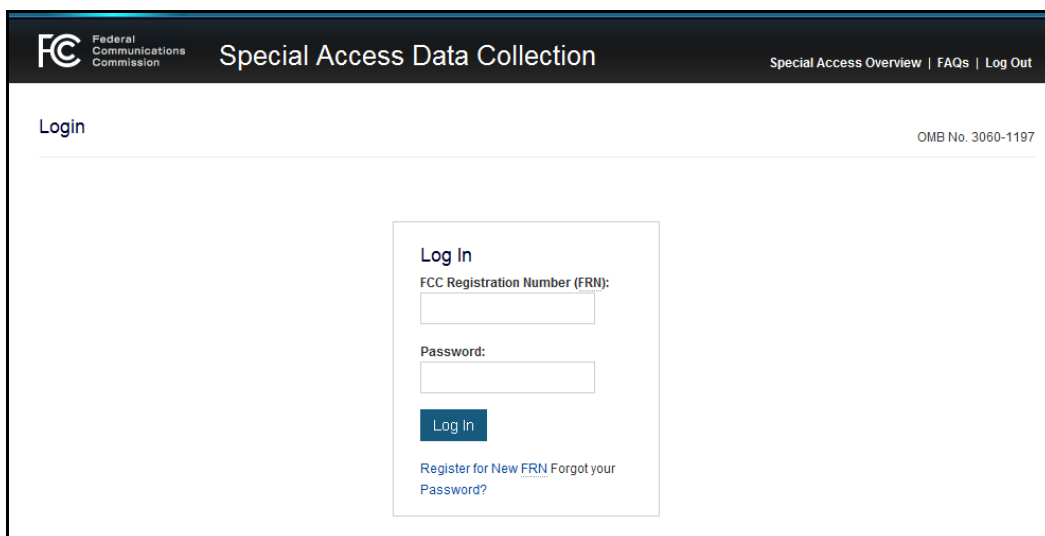 Federal
Communications
Commission
FCC
Special Access Data Collection
Special Access Overview | FAQs | Log Out
Login
OMB No. 3060-1197
Log In
FCC Registration Number (FRN):
Password:
Log In
Register for New FRN Forgot your
Password?